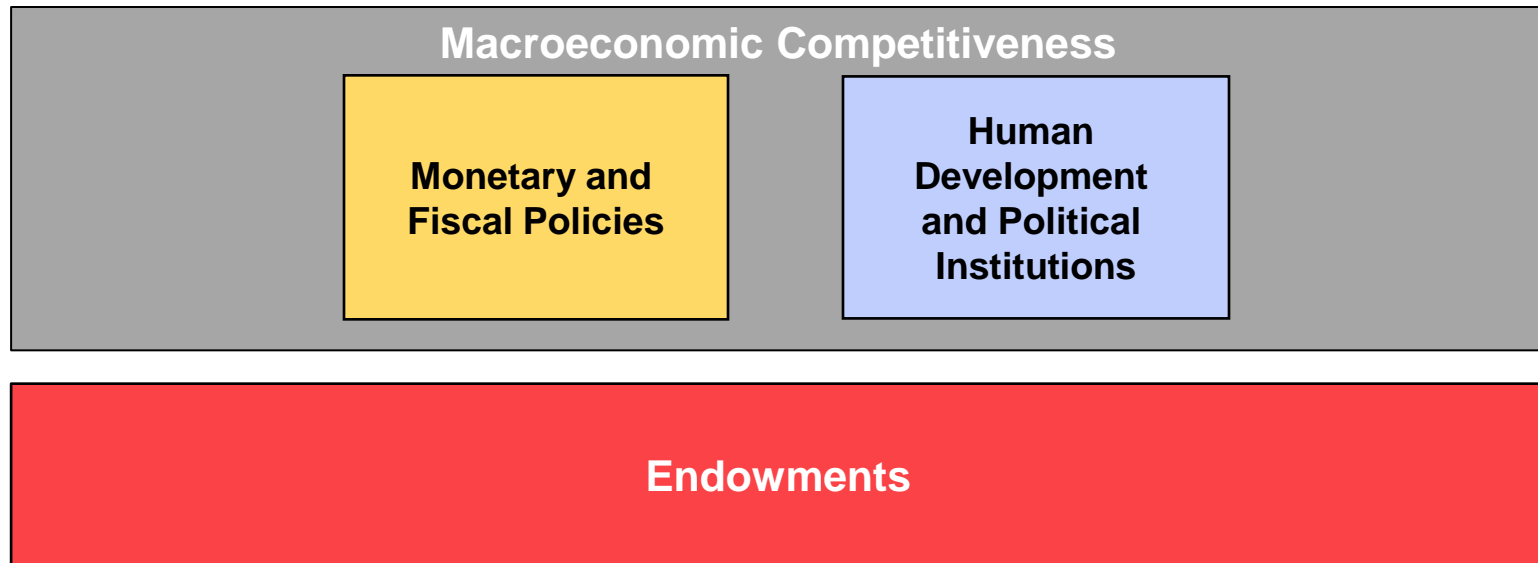 Macroeconomic Competitiveness
Monetary and
Fiscal Policies
Human
Development
and Political
Institutions
Endowments